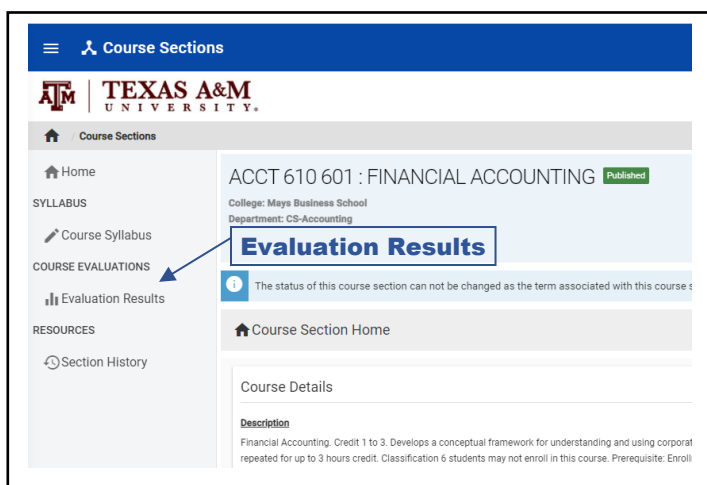 Course Sections
ĀM | TEXAS A&M
UNIVERSITY.
/ Course Sections
Home
SYLLABUS
Course Syllabus
COURSE EVALUATIONS
Evaluation Results
RESOURCES
Section History
ACCT 610 601 : FINANCIAL ACCOUNTING Published
College: Mays Business School
Department: CS-Accounting
Evaluation Results
The status of this course section can not be changed as the term associated with this course
Course Section Home
Course Details
Description
Financial Accounting. Credit 1 to 3. Develops a conceptual framework for understanding and using
repeated for up to 3 hours credit. Classification 6 students may not enroll in this course. Prerequisite: